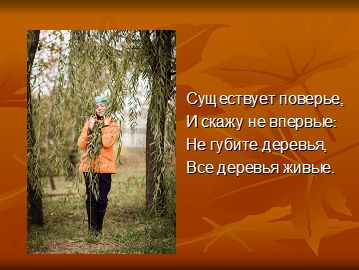 Существует поверье,
И скажу не впервые:
Не губите деревья,
Все деревья живые.